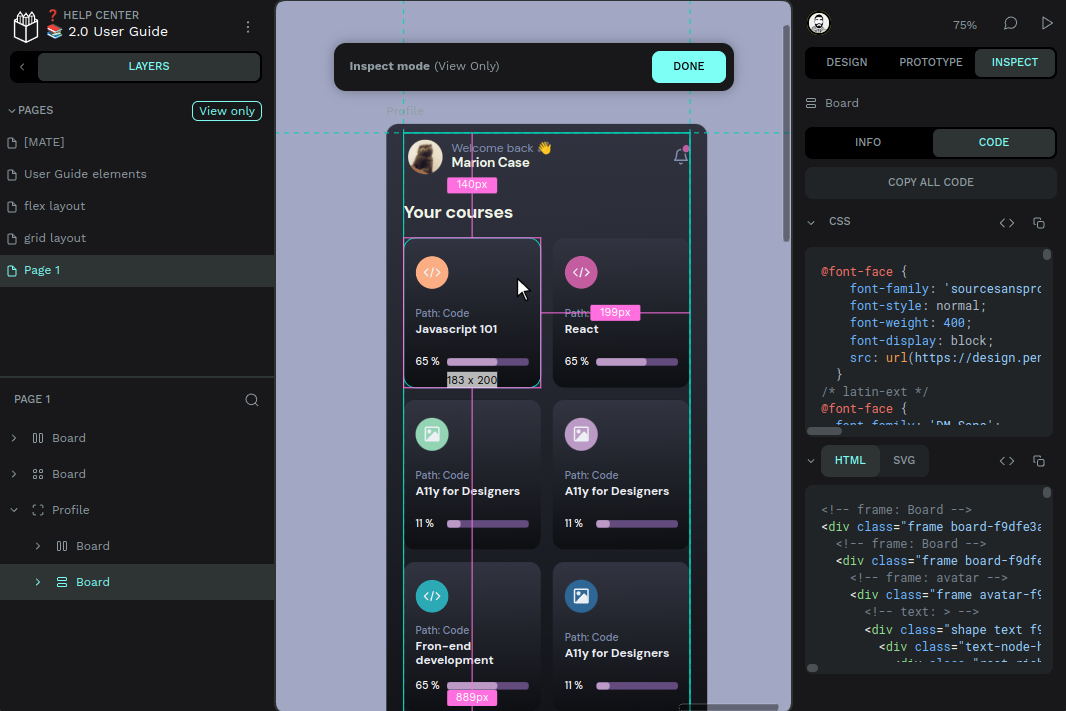 ❓ HELP CENTER
📚 2.0 User Guide
LAYERS
PAGES
View only
[MATE]
User Guide elements
flex layout
grid layout
Page 1
PAGE 1
Board
Board
Profile
Board
Board
Inspect mode (View Only)
DONE
Profile
Welcome back 👋
Marion Case
140px
Your courses
Path: Code
Javascript 101
65 %
183 x 200
Path:
199px
React
65 %
Path: Code
A11y for Designers
11 %
Path: Code
A11y for Designers
11 %
Path: Code
Fron-end
development
65 %
889px
Path: Code
A11y for Designers
11 %
75%
DESIGN
PROTOTYPE
INSPECT
Board
INFO
CODE
COPY ALL CODE
CSS
@font-face {
font-family: 'sourcesanspro
font-style: normal;
font-weight: 400;
font-display: block;
src: url(https://design.pen
}
/* latin-ext */
@font-face {
font-family: 'DM Sans';
HTML
SVG
<!-- frame: Board -->
<div class="frame board-f9dfe3a
<!-- frame: Board -->
<div class="frame board-f9dfe
<!-- frame: avatar -->
<div class="frame avatar-f9
<!-- text: > -->
<div class="shape text f9
<div class="text-node-h